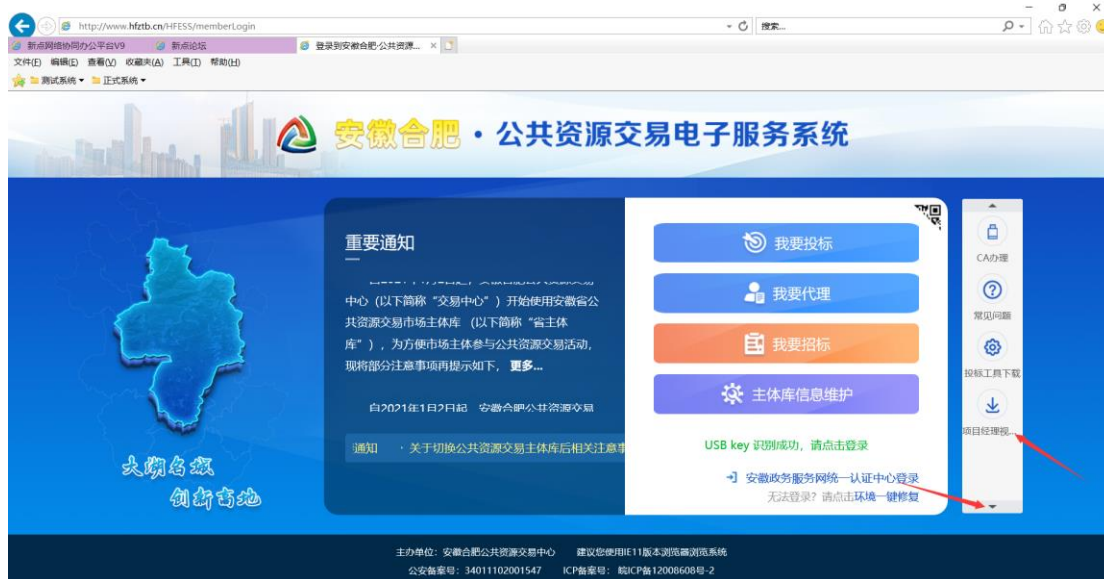 http://www.hfztb.cn/HFESS/memberLogin
搜索...
新点网络协同办公平台V9
新点论坛
登录到安徽合肥·公共资源...
文件(F) 编辑(E) 查看(V) 收藏夹(A) 工具(T) 帮助(H)
测试系统 正式系统
安徽合肥·公共资源交易电子服务系统
重要通知
中心（以下简称“交易中心”）开始使用安徽省公
共资源交易市场主体库 （以下简称“省主体
库”），为方便市场主体参与公共资源交易活动，
现将部分注意事项再提示如下， 更多...
自2021年1月2日起，安徽合肥公共资源交易
通知 ·关于切换公共资源交易主体库后相关注意事
我要投标
我要代理
我要招标
主体库信息维护
USB key 识别成功，请点击登录
安徽政务服务网统一认证中心登录
无法登录？请点击环境一键修复
CA办理
常见问题
投标工具下载
项目经理视...
大湖名城
创新高地
主办单位：安徽合肥公共资源交易中心 建议您使用IE11版本浏览器浏览系统
公安备案号：34011102001547 ICP备案号：皖ICP备12008608号-2